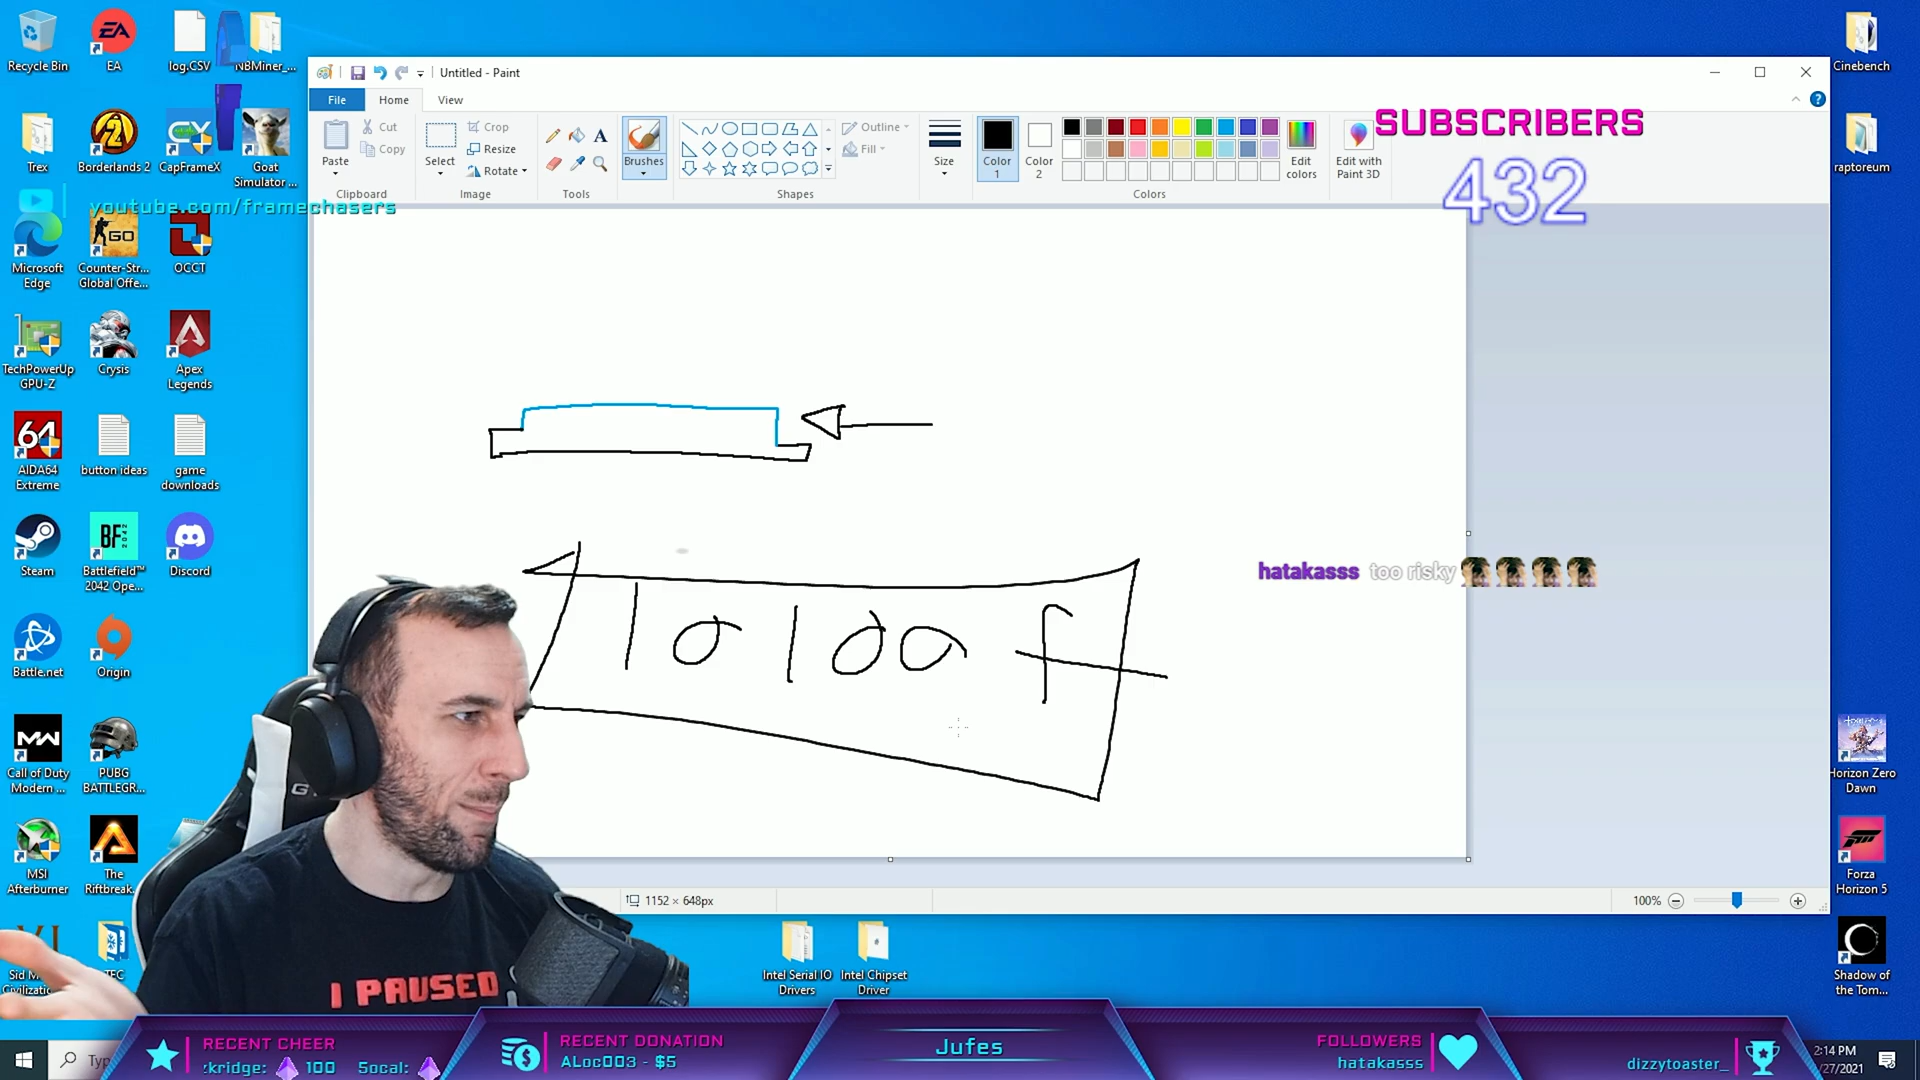 Recycle Bin
EA
log.CSV
NBMiner_...
Trex
Borderlands 2
CapFrameX
Goat
Simulator ...
youtube.com/framechasers
Microsoft
Edge
Counter-Str...
Global Offe...
OCCT
TechPowerUp
GPU-Z
Crysis
Apex
Legends
AIDA64
Extreme
button ideas
game
downloads
Steam
Battlefield™
2042 Ope...
Discord
Battle.net
Origin
Call of Duty
Modern ...
PUBG
BATTLEGR...
MSI
Afterburner
The
Riftbreak...
Untitled - Paint
File
Home
View
Paste
Cut
Copy
Clipboard
Select
Crop
Resize
Rotate
Image
Tools
Brushes
Shapes
Outline
Fill
Size
Color
1
Color
2
Edit
colors
Colors
Edit with
Paint 3D
SUBSCRIBERS
432
hatakasss too risky
1152 × 648px
100%
I PAUSED
Intel Serial IO
Drivers
Intel Chipset
Driver
Cinebench
raptoreum
Horizon Zero
Dawn
Forza
Horizon 5
Shadow of
the Tom...
RECENT CHEER
:kridge: 100 5ocal:
RECENT DONATION
ALoc003 - $5
Jufes
FOLLOWERS
hatakasss
dizzytoaster_
2:14 PM
/27/2021